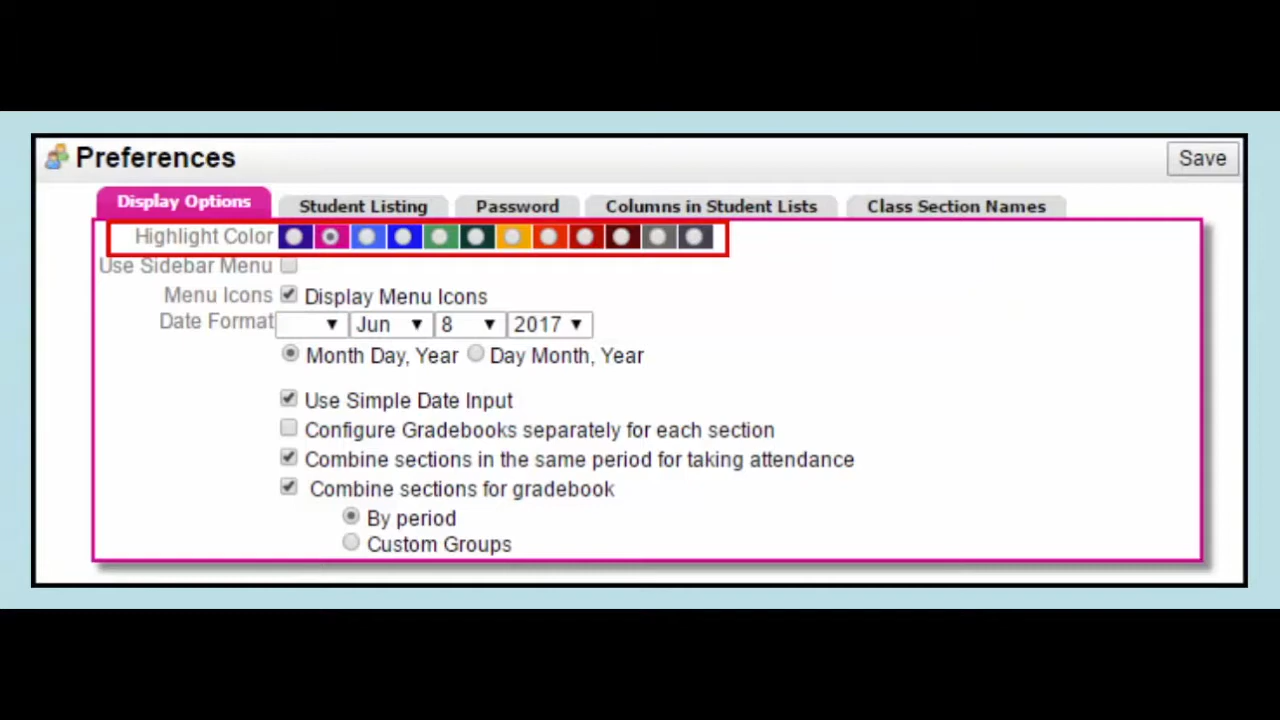 Preferences
Save
Display Options
Student Listing
Password
Columns in Student Lists
Class Section Names
Highlight Color
Use Sidebar Menu
Menu Icons Display Menu Icons
Date Format Jun 8 2017
Month Day, Year Day Month, Year
Use Simple Date Input
Configure Gradebooks separately for each section
Combine sections in the same period for taking attendance
Combine sections for gradebook
By period
Custom Groups